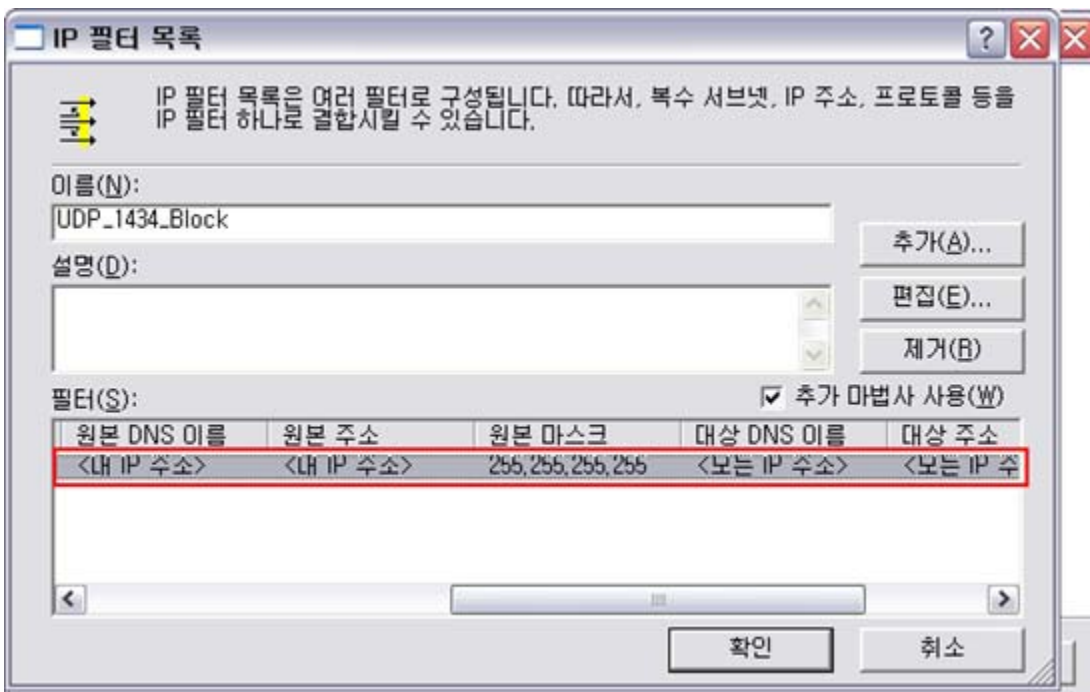 IP 필터 목록
IP 필터 목록은 여러 필터로 구성됩니다. 따라서, 복수 서브넷, IP 주소, 프로토콜 등을
IP 필터 하나로 결합시킬 수 있습니다.
이름(N):
UDP_1434_Block
추가(A)...
설명(D):
편집(E)...
제거(R)
필터(S):
추가 마법사 사용(W)
원본 DNS 이름 원본 주소 원본 마스크 대상 DNS 이름 대상 주소
<내 IP 주소> <내 IP 주소> 255,255,255,255 <모든 IP 주소> <모든 IP 주
확인 취소